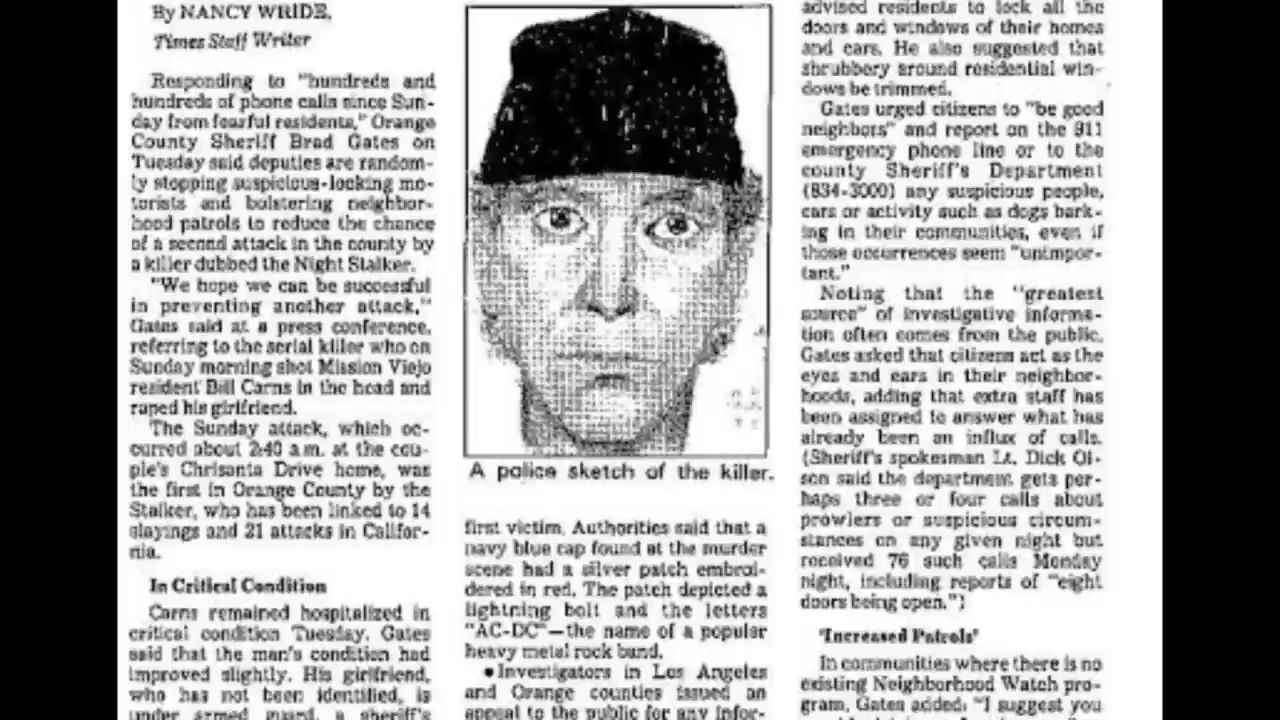 By NANCY WRIDE,
Times Staff Writer
Responding to "hundreds and
hundreds of phone calls since Sun-
day from fearful residents," Orange
County Sheriff Brad Gates on
Tuesday said deputies are random-
ly stopping suspicious-looking mo-
torists and bolstering neighbor-
hood patrols to reduce the chance
of a second attack in the county by
a killer dubbed the Night Stalker.
"We hope we can be successful
in preventing another attack,"
Gates said at a press conference,
referring to the serial killer who on
Sunday morning shot Mission Viejo
resident Bill Carns in the head and
raped his girlfriend.
The Sunday attack, which oc-
curred about 2:40 a.m. at the cou-
ple's Chrisanta Drive home, was
the first in Orange County by the
Stalker, who has been linked to 14
slayings and 21 attacks in Califor-
nia.
In Critical Condition
Carns remained hospitalized in
critical condition Tuesday. Gates
said that the man's condition had
improved slightly. His girlfriend,
who has not been identified, is
under armed guard, a sheriff's
A police sketch of the killer.
first victim. Authorities said that a
navy blue cap found at the murder
scene had a silver patch embroi-
dered in red. The patch depicted a
lightning bolt and the letters
"AC-DC"—the name of a popular
heavy metal rock band.
•Investigators in Los Angeles
and Orange counties issued an
appeal to the public for any infor-
advised residents to lock all the
doors and windows of their homes
and cars. He also suggested that
shrubbery around residential win-
dows be trimmed.
Gates urged citizens to "be good
neighbors" and report on the 911
emergency phone line or to the
county Sheriff's Department
(834-3000) any suspicious people,
cars or activity such as dogs bark-
ing in their communities, even if
those occurrences seem "unimpor-
tant."
Noting that the "greatest
source" of investigative informa-
tion often comes from the public,
Gates asked that citizens act as the
eyes and ears in their neighbor-
hoods, adding that extra staff has
been assigned to answer what has
already been an influx of calls.
(Sheriff's spokesman Lt. Dick Ol-
son said the department gets per-
haps three or four calls about
prowlers or suspicious circum-
stances on any given night but
received 76 such calls Monday
night, including reports of "eight
doors being open.")
'Increased Patrols'
In communities where there is no
existing Neighborhood Watch pro-
gram, Gates added: "I suggest you